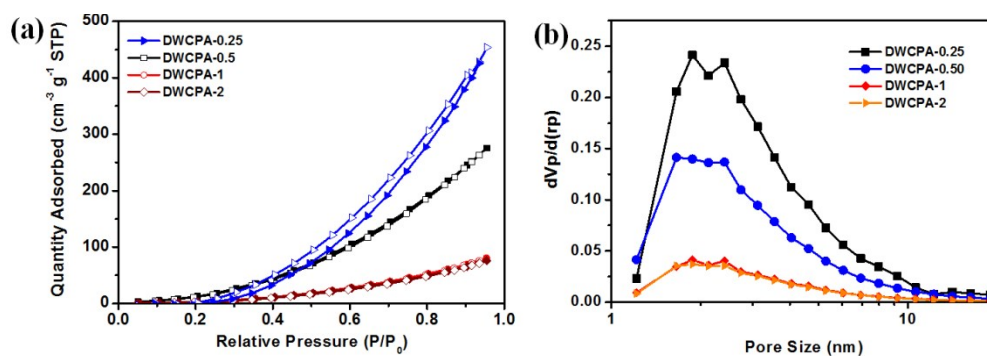 (a)
500
400
300
200
100
0
Quantity Adsorbed (cm⁻³ g⁻¹ STP)
DWCPA-0.25
DWCPA-0.5
DWCPA-1
DWCPA-2
0.0 0.2 0.4 0.6 0.8 1.0
Relative Pressure (P/P₀)
(b)
0.25
0.20
0.15
0.10
0.05
0.00
dVp/d(rp)
DWCPA-0.25
DWCPA-0.50
DWCPA-1
DWCPA-2
1 10
Pore Size (nm)